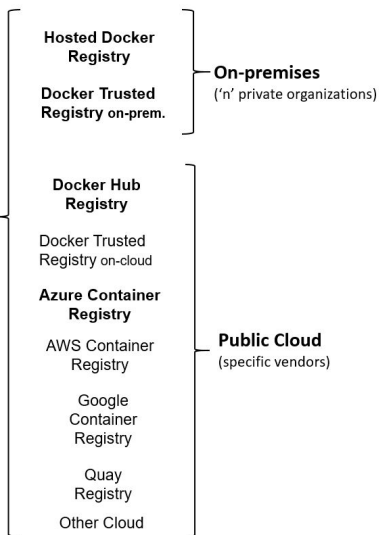 Hosted Docker
Registry
Docker Trusted
Registry on-prem.
On-premises
('n' private organizations)
Docker Hub
Registry
Docker Trusted
Registry on-cloud
Azure Container
Registry
AWS Container
Registry
Google
Container
Registry
Quay
Registry
Other Cloud
Public Cloud
(specific vendors)